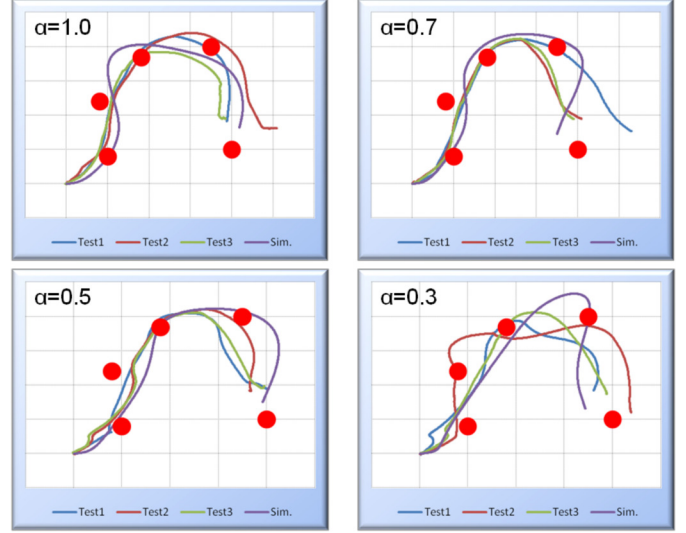 α=1.0
Test1 Test2 Test3 Sim.
α=0.7
Test1 Test2 Test3 Sim.
α=0.5
Test1 Test2 Test3 Sim.
α=0.3
Test1 Test2 Test3 Sim.